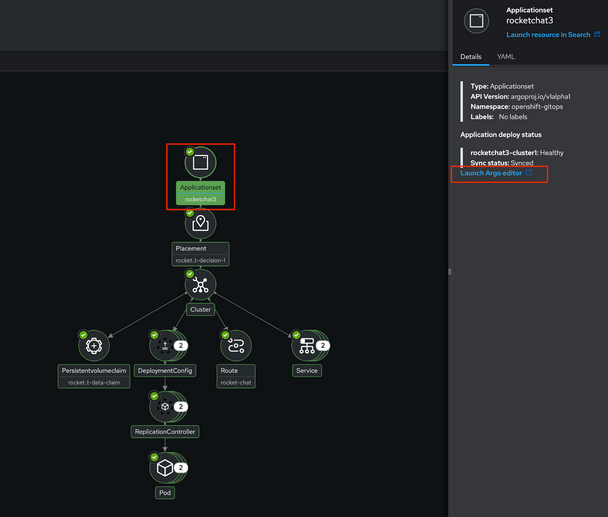 Applicationset
rocketchat3
Launch resource in Search
Details
YAML
Type: Applicationset
API Version: argoproj.io/v1alpha1
Namespace: openshift-gitops
Labels: No labels
Application deploy status
rocketchat3-cluster1: Healthy
Sync status: Synced
Launch Argo editor
Applicationset
rocketchat3
Placement
rocket.t-decision-1
Cluster
Persistentvolumeclaim
rocket.t-data-claim
2
DeploymentConfig
Route
rocket-chat
2
Service
2
ReplicationController
2
Pod